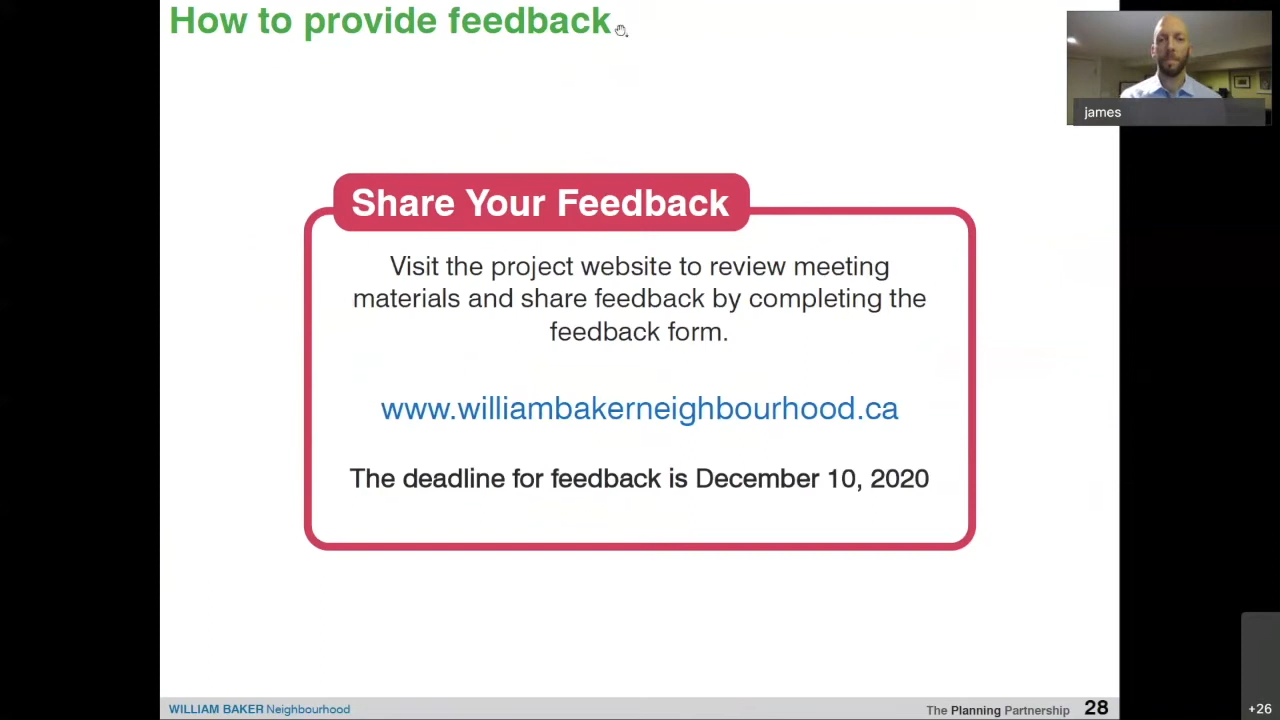 How to provide feedback
james
Share Your Feedback
Visit the project website to review meeting
materials and share feedback by completing the
feedback form.
www.williambakerneighbourhood.ca
The deadline for feedback is December 10, 2020
WILLIAM BAKER Neighbourhood
The Planning Partnership 28
+26